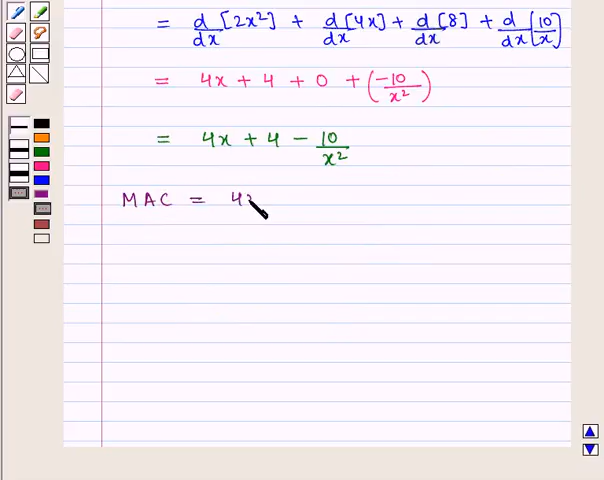 = d/dx [2x²] + d/dx [4x] + d/dx [8] + d/dx [10/x]
= 4x + 4 + 0 + (-10/x²)
= 4x + 4 - 10/x²
MAC = 4